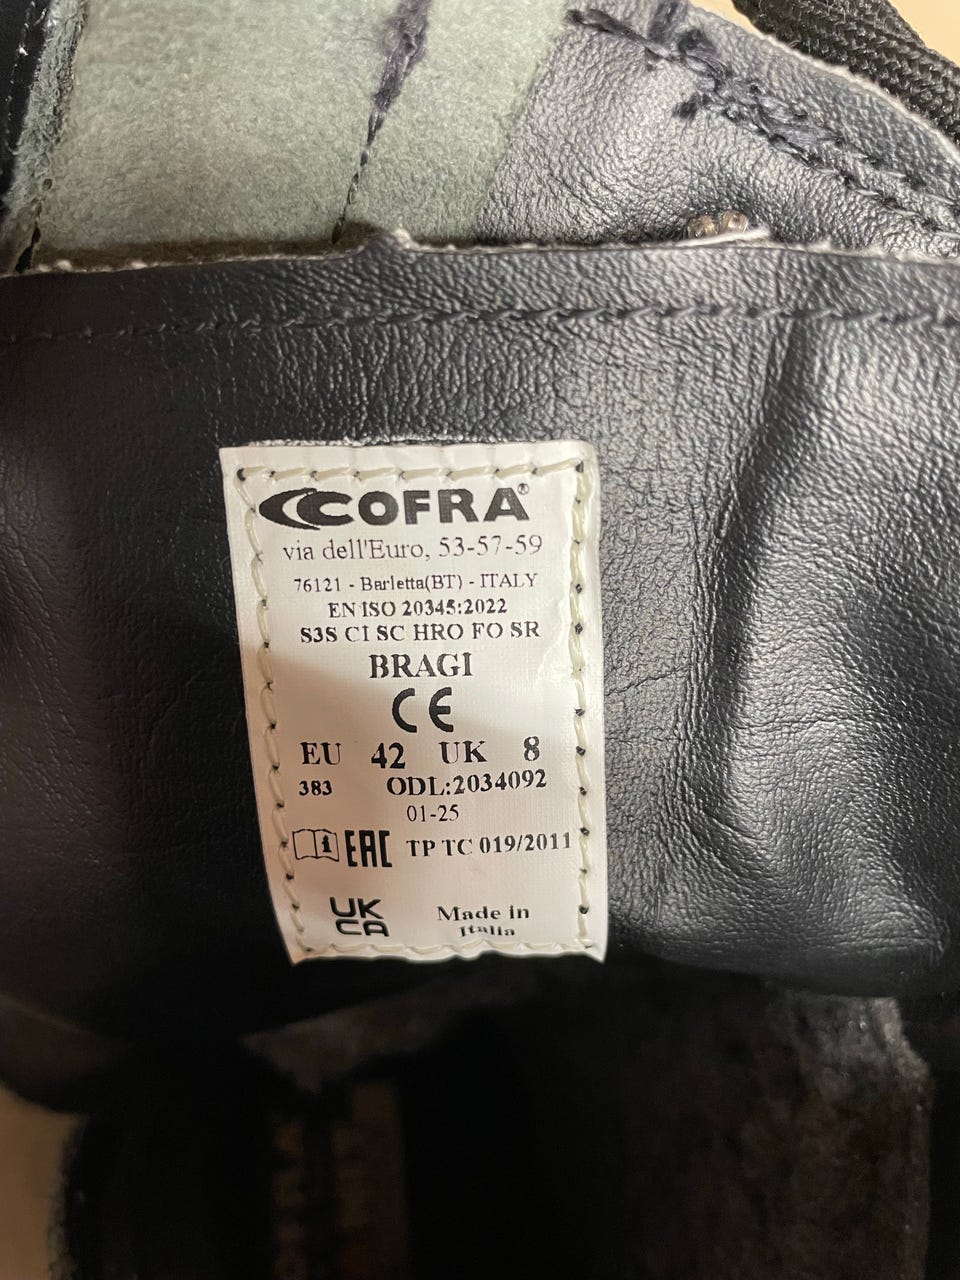 COFRA®
via dell'Euro, 53-57-59
76121 - Barletta(BT) - ITALY
EN ISO 20345:2022
S3S CI SC HRO FO SR
BRAGI
CE
EU 42 UK 8
383 ODL:2034092
01-25
i EAC TP TC 019/2011
UK
CA
Made in
Italia